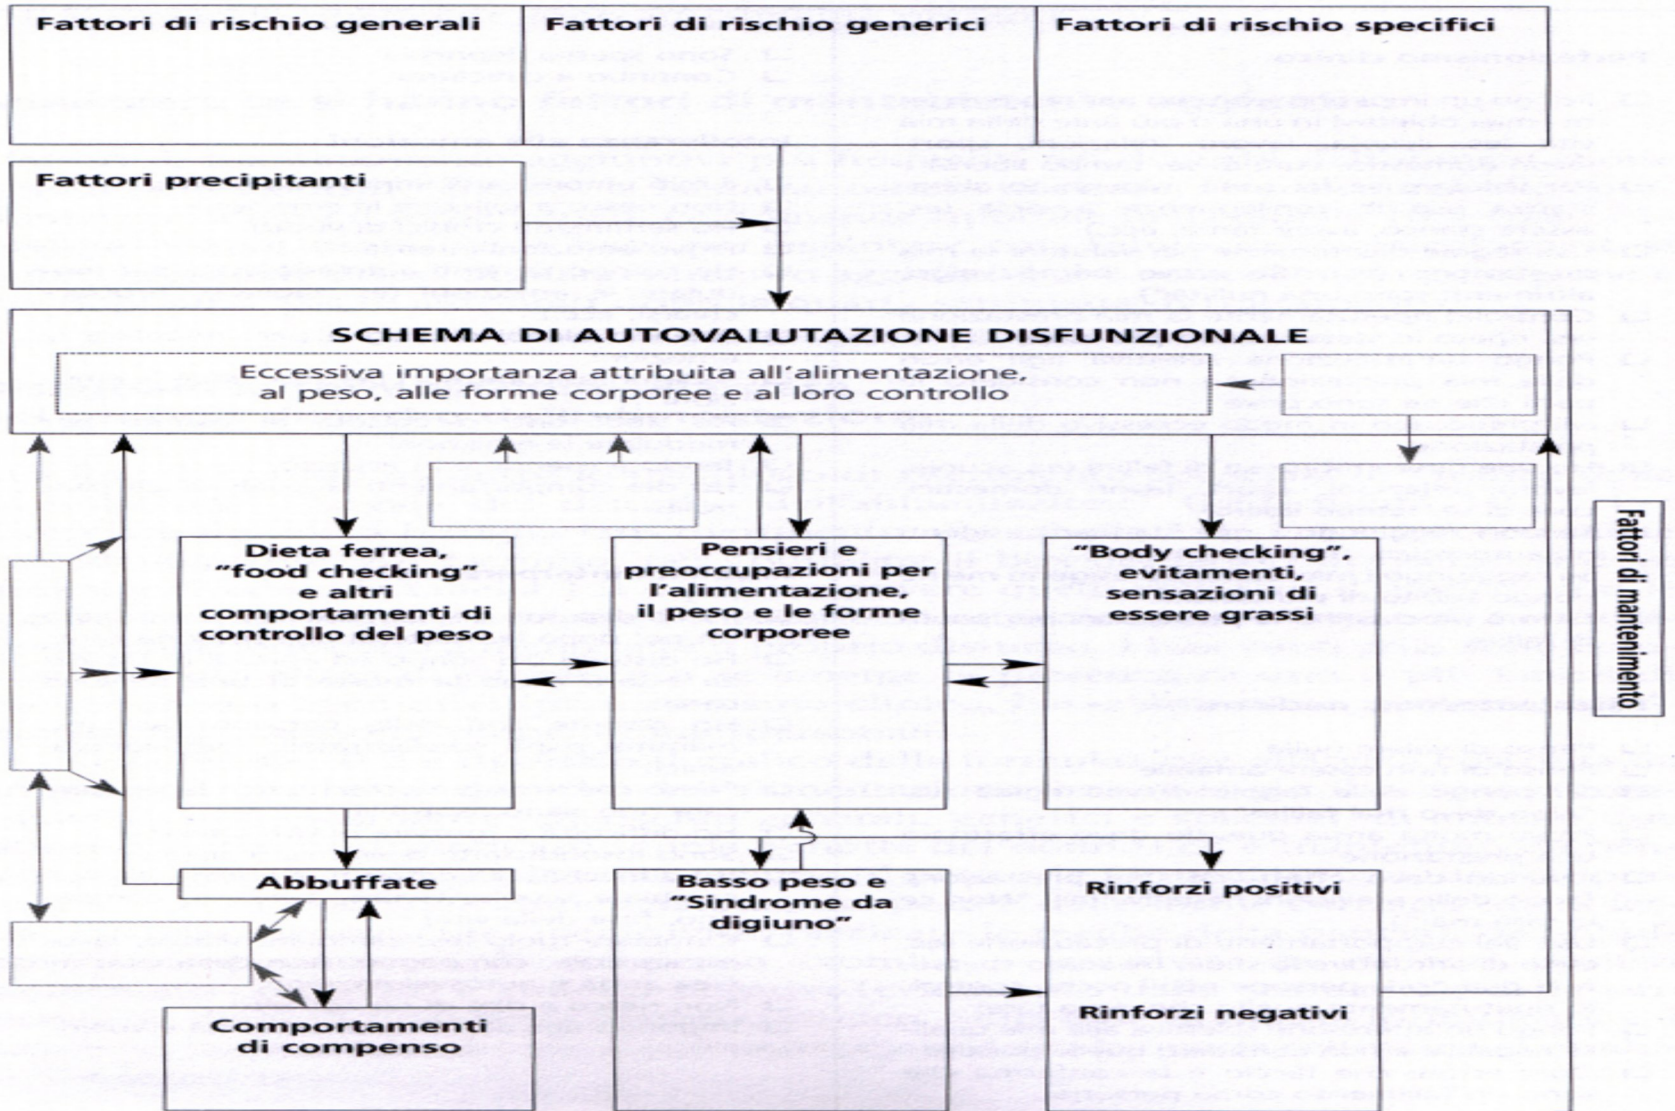 Fattori di rischio generali
Fattori di rischio generici
Fattori di rischio specifici
Fattori precipitanti
SCHEMA DI AUTOVALUTAZIONE DISFUNZIONALE
Eccessiva importanza attribuita all’alimentazione,
al peso, alle forme corporee e al loro controllo
Dieta ferrea,
“food checking”
e altri
comportamenti di
controllo del peso
Pensieri e
preoccupazioni per
l’alimentazione,
il peso e le forme
corporee
“Body checking”,
evitamenti,
sensazioni di
essere grassi
Fattori di mantenimento
Abbuffate
Basso peso e
“Sindrome da
digiuno”
Rinforzi positivi
Rinforzi negativi
Comportamenti
di compenso